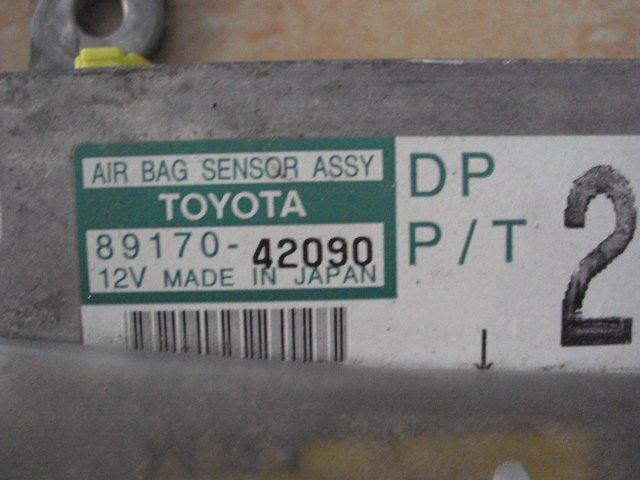 AIR BAG SENSOR ASSY
TOYOTA
89170-42090
12V MADE IN JAPAN
DP
P/T
2